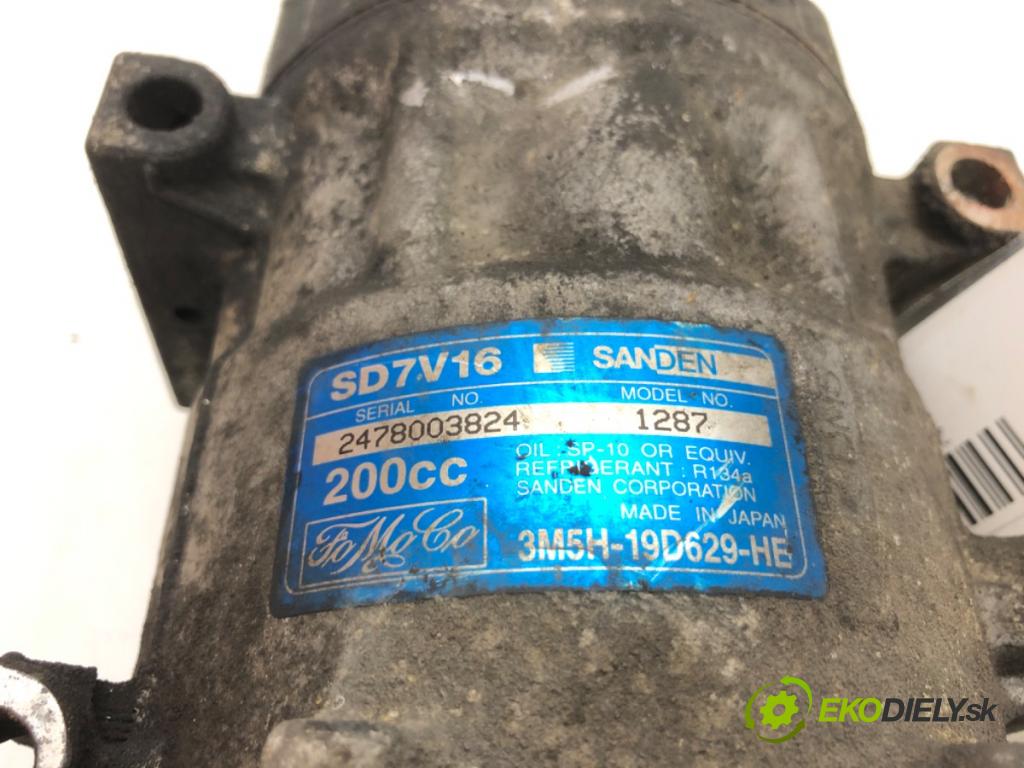 SD7V16 SANDEN
SERIAL NO. MODEL NO.
2478003824 1287
OIL : SP-10 OR EQUIV.
REFRIGERANT : R134a
200cc SANDEN CORPORATION
MADE IN JAPAN
FoMoCo 3M5H-19D629-HE
EKODIELY.sk